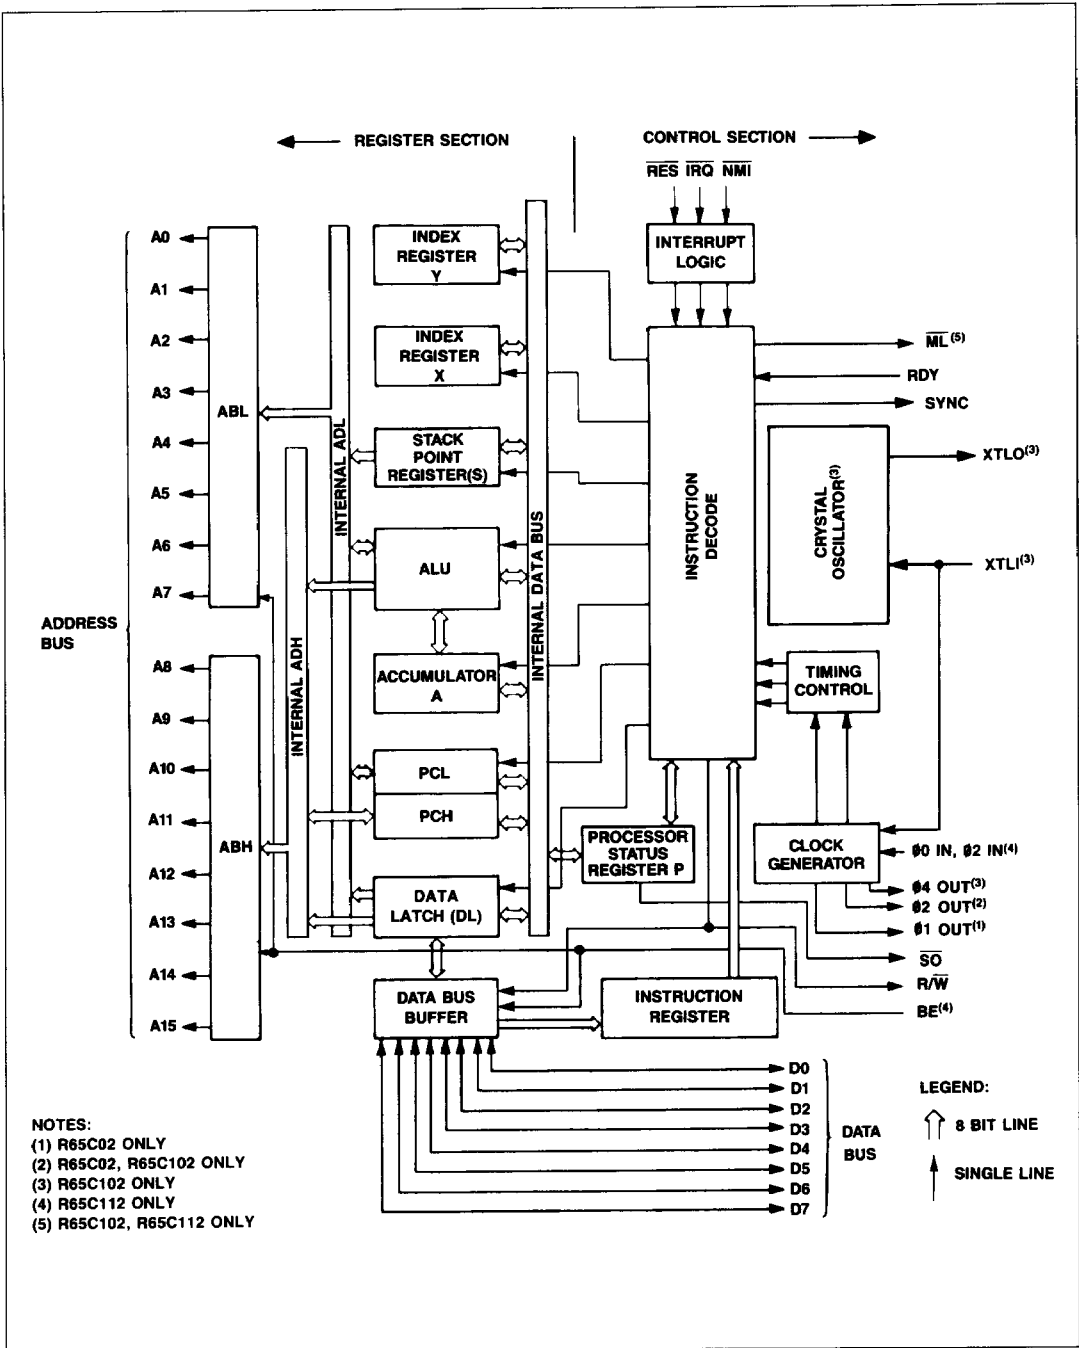 REGISTER SECTION
CONTROL SECTION
RES IRQ NMI
A0
A1
A2
A3
A4
A5
A6
A7
ADDRESS
BUS
A8
A9
A10
A11
A12
A13
A14
A15
ABL
ABH
INTERNAL ADL
INTERNAL ADH
INDEX
REGISTER
Y
INDEX
REGISTER
X
STACK
POINT
REGISTER(S)
ALU
ACCUMULATOR
A
PCL
PCH
DATA
LATCH (DL)
DATA BUS
BUFFER
INTERNAL DATA BUS
INTERRUPT
LOGIC
INSTRUCTION
DECODE
PROCESSOR
STATUS
REGISTER P
INSTRUCTION
REGISTER
CRYSTAL
OSCILLATOR(3)
TIMING
CONTROL
CLOCK
GENERATOR
ML(5)
RDY
SYNC
XTLO(3)
XTLI(3)
Ø0 IN, Ø2 IN(4)
Ø4 OUT(3)
Ø2 OUT(2)
Ø1 OUT(1)
SO
R/W
BE(4)
D0
D1
D2
D3
D4
D5
D6
D7
DATA
BUS
LEGEND:
8 BIT LINE
SINGLE LINE
NOTES:
(1) R65C02 ONLY
(2) R65C02, R65C102 ONLY
(3) R65C102 ONLY
(4) R65C112 ONLY
(5) R65C102, R65C112 ONLY